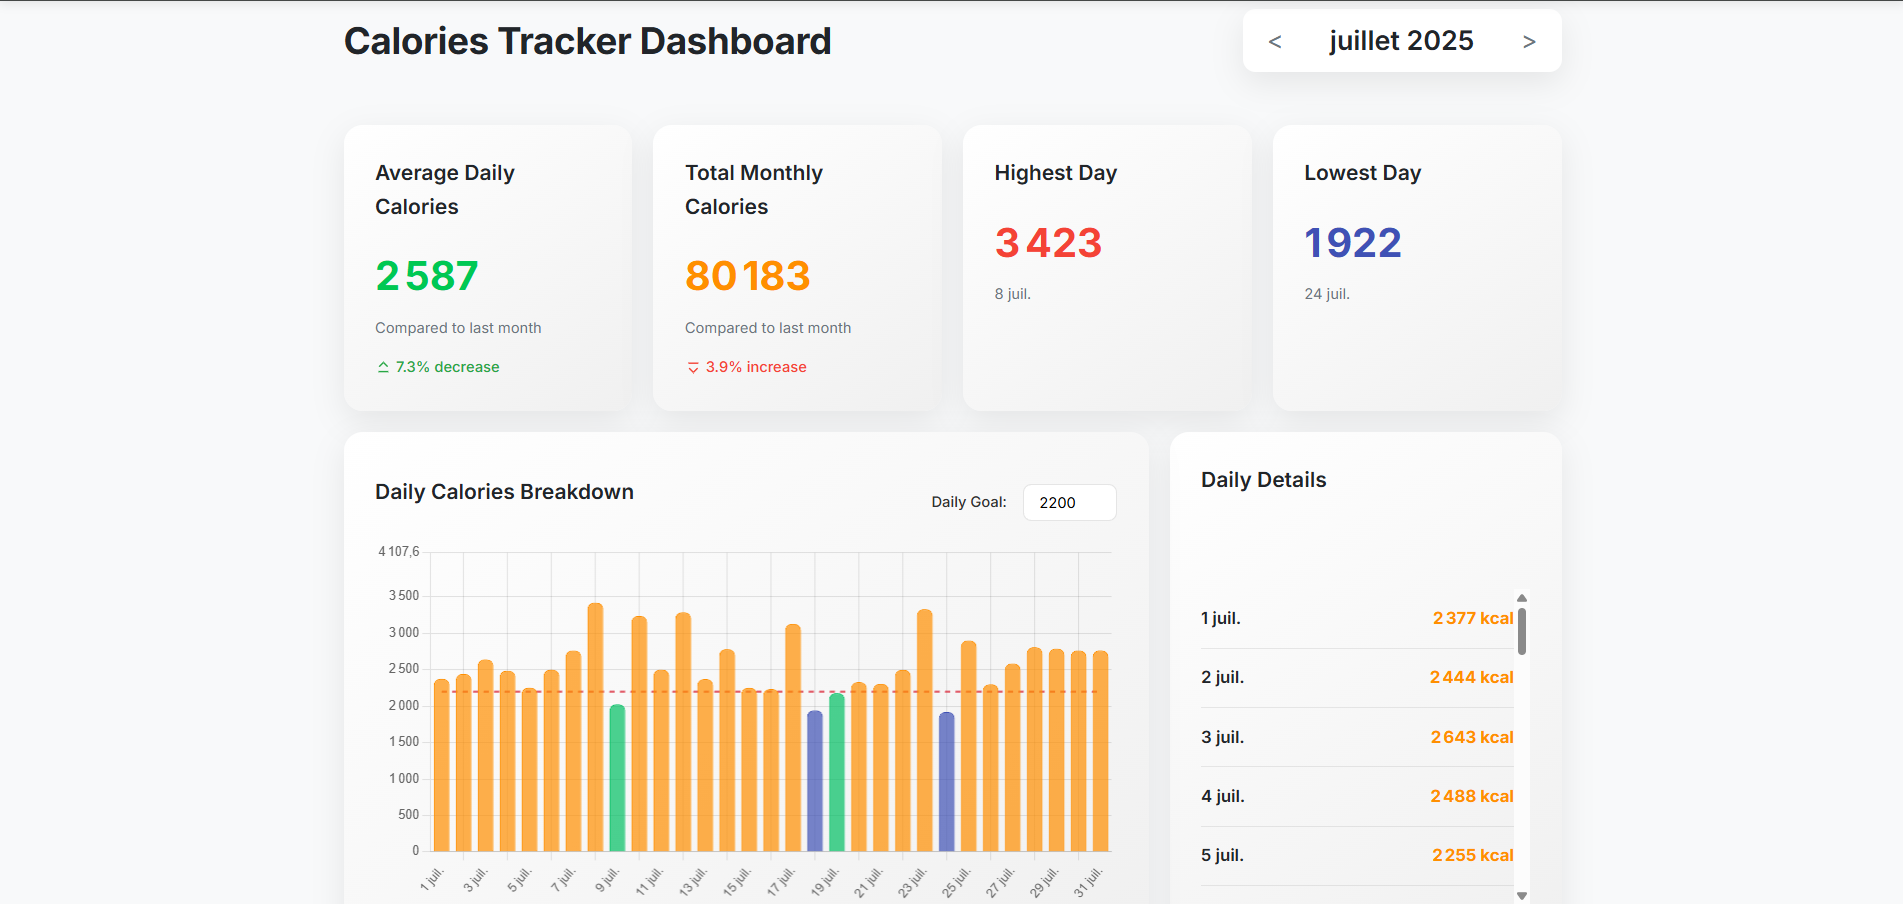 Calories Tracker Dashboard
< juillet 2025 >
Average Daily
Calories
2 587
Compared to last month
7.3% decrease
Total Monthly
Calories
80 183
Compared to last month
3.9% increase
Highest Day
3 423
8 juil.
Lowest Day
1 922
24 juil.
Daily Calories Breakdown
Daily Goal: 2200
4 107,6
3 500
3 000
2 500
2 000
1 500
1 000
500
0
1 juil. 3 juil. 5 juil. 7 juil. 9 juil. 11 juil. 13 juil. 15 juil. 17 juil. 19 juil. 21 juil. 23 juil. 25 juil. 27 juil. 29 juil. 31 juil.
Daily Details
1 juil. 2 377 kcal
2 juil. 2 444 kcal
3 juil. 2 643 kcal
4 juil. 2 488 kcal
5 juil. 2 255 kcal